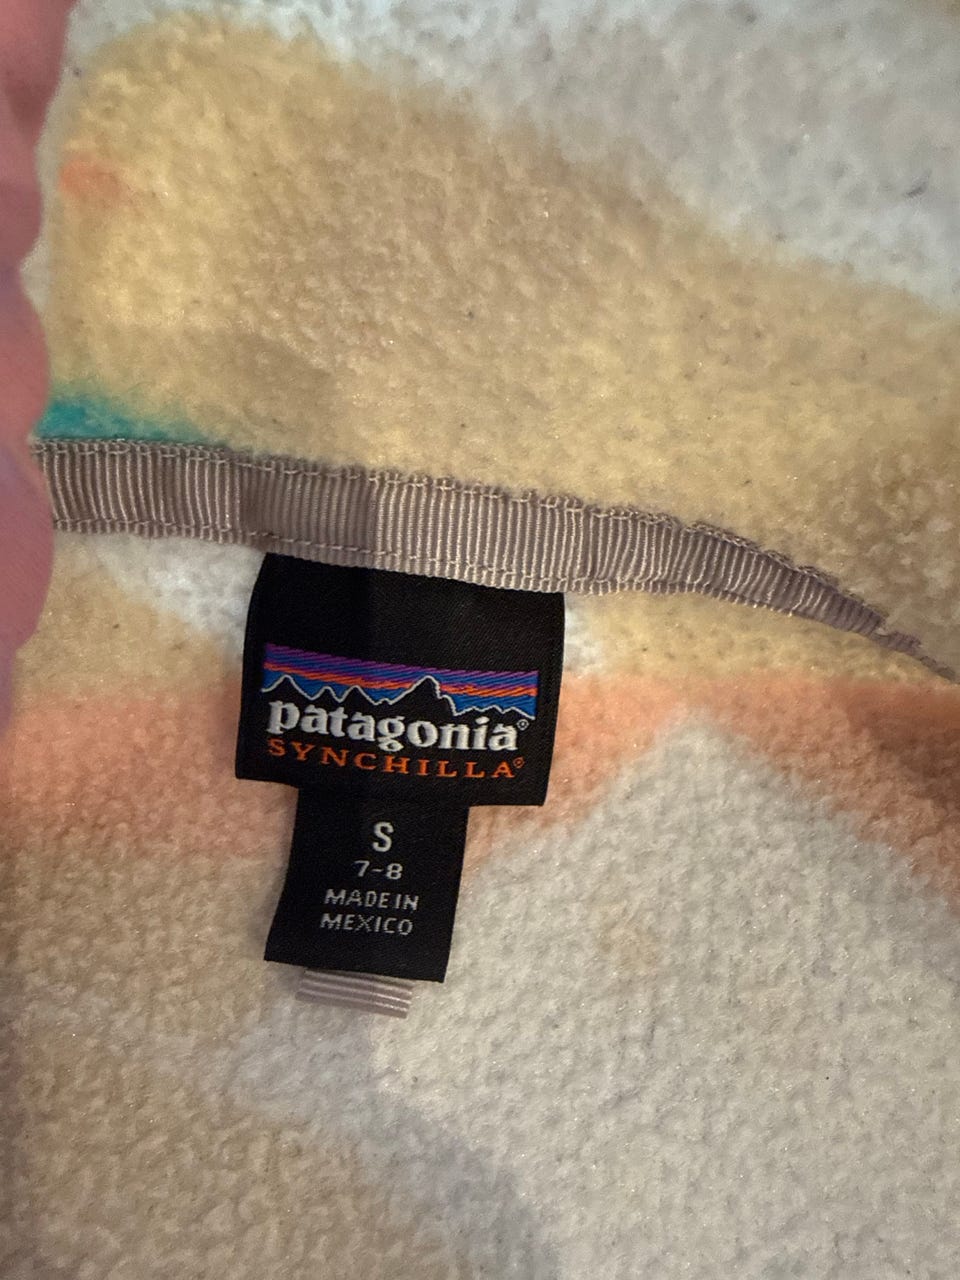 patagonia®
SYNCHILLA®
S
7-8
MADE IN
MEXICO